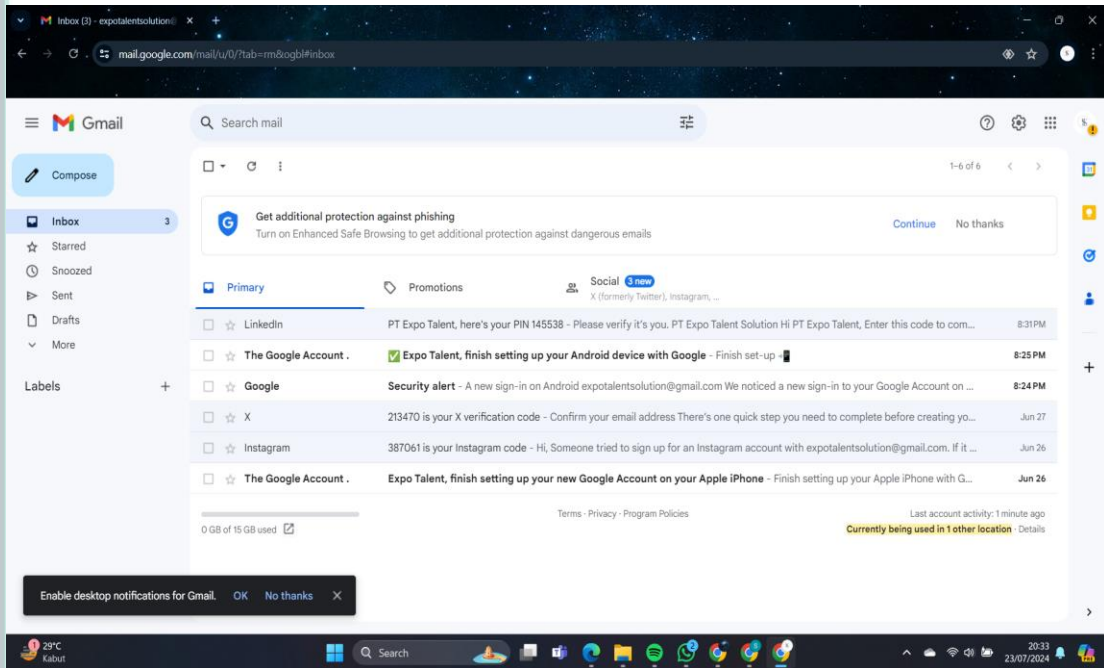 Inbox (3) - expotalentsolution@
mail.google.com/mail/u/0/?tab=rm&ogbl#inbox
Gmail
Search mail
Compose
1–6 of 6
Get additional protection against phishing
Turn on Enhanced Safe Browsing to get additional protection against dangerous emails
Continue No thanks
Inbox 3
Starred
Snoozed
Sent
Drafts
More
Labels
Primary
Promotions
Social 3 new
X (formerly Twitter), Instagram, ...
LinkedIn PT Expo Talent, here's your PIN 145538 - Please verify it's you. PT Expo Talent Solution Hi PT Expo Talent, Enter this code to com... 8:31 PM
The Google Account . ✅ Expo Talent, finish setting up your Android device with Google - Finish set-up 📲 8:25 PM
Google Security alert - A new sign-in on Android expotalentsolution@gmail.com We noticed a new sign-in to your Google Account on ... 8:24 PM
X 213470 is your X verification code - Confirm your email address There's one quick step you need to complete before creating yo... Jun 27
Instagram 387061 is your Instagram code - Hi, Someone tried to sign up for an Instagram account with expotalentsolution@gmail.com. If it ... Jun 26
The Google Account . Expo Talent, finish setting up your new Google Account on your Apple iPhone - Finish setting up your Apple iPhone with G... Jun 26
0 GB of 15 GB used
Terms · Privacy · Program Policies
Last account activity: 1 minute ago
Currently being used in 1 other location · Details
Enable desktop notifications for Gmail. OK No thanks X
29°C
Kabut
Search
20:33
23/07/2024